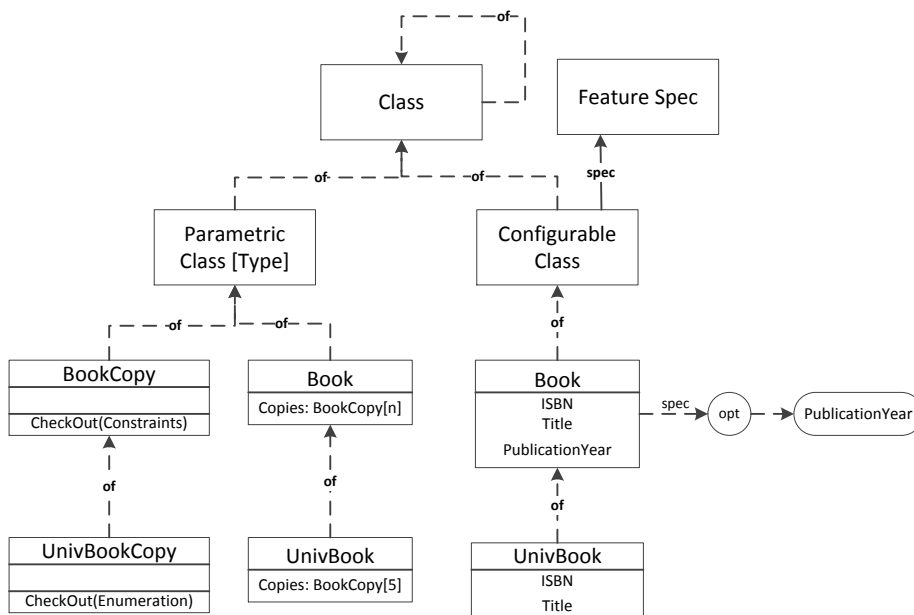 of
Class
Feature Spec
of
of
spec
Parametric
Class [Type]
Configurable
Class
of
of
of
BookCopy
CheckOut(Constraints)
Book
Copies: BookCopy[n]
Book
ISBN
Title
PublicationYear
spec
opt
PublicationYear
of
of
of
UnivBookCopy
CheckOut(Enumeration)
UnivBook
Copies: BookCopy[5]
UnivBook
ISBN
Title